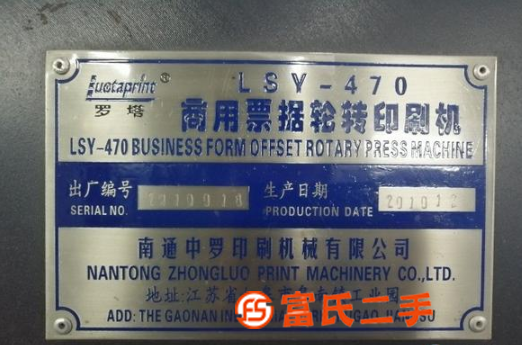 Luotaprint ®
罗塔
LSY-470
商用票据轮转印刷机
LSY-470 BUSINESS FORM OFFSET ROTARY PRESS MACHINE
出厂编号 生产日期 201012
SERIAL NO. PRODUCTION DATE
南通中罗印刷机械有限公司
NANTONG ZHONGLUO PRINT MACHINERY CO.,LTD.
地址:江苏省 工业园
ADD: THE GAONAN
富氏二手